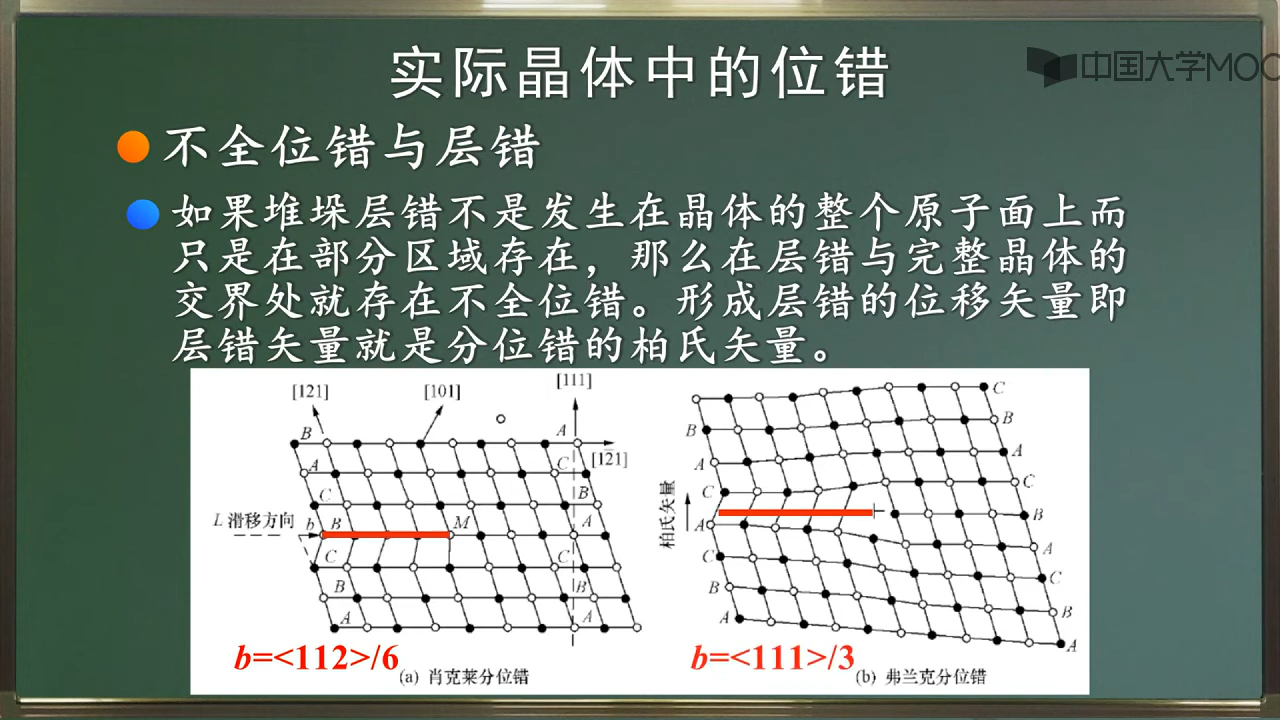 实际晶体中的位错
中国大学MOO
不全位错与层错
如果堆垛层错不是发生在晶体的整个原子面上而
只是在部分区域存在，那么在层错与完整晶体的
交界处就存在不全位错。形成层错的位移矢量即
层错矢量就是分位错的柏氏矢量。
[121] [101] [111]
B A
[12̄1]
A C
C B
L 滑移方向 b B M A
C C
B B
A A
b=<112>/6
(a) 肖克莱分位错
C
B B
A A
C C
柏氏矢量
B
A A
C C
B B
A A
b=<111>/3
(b) 弗兰克分位错